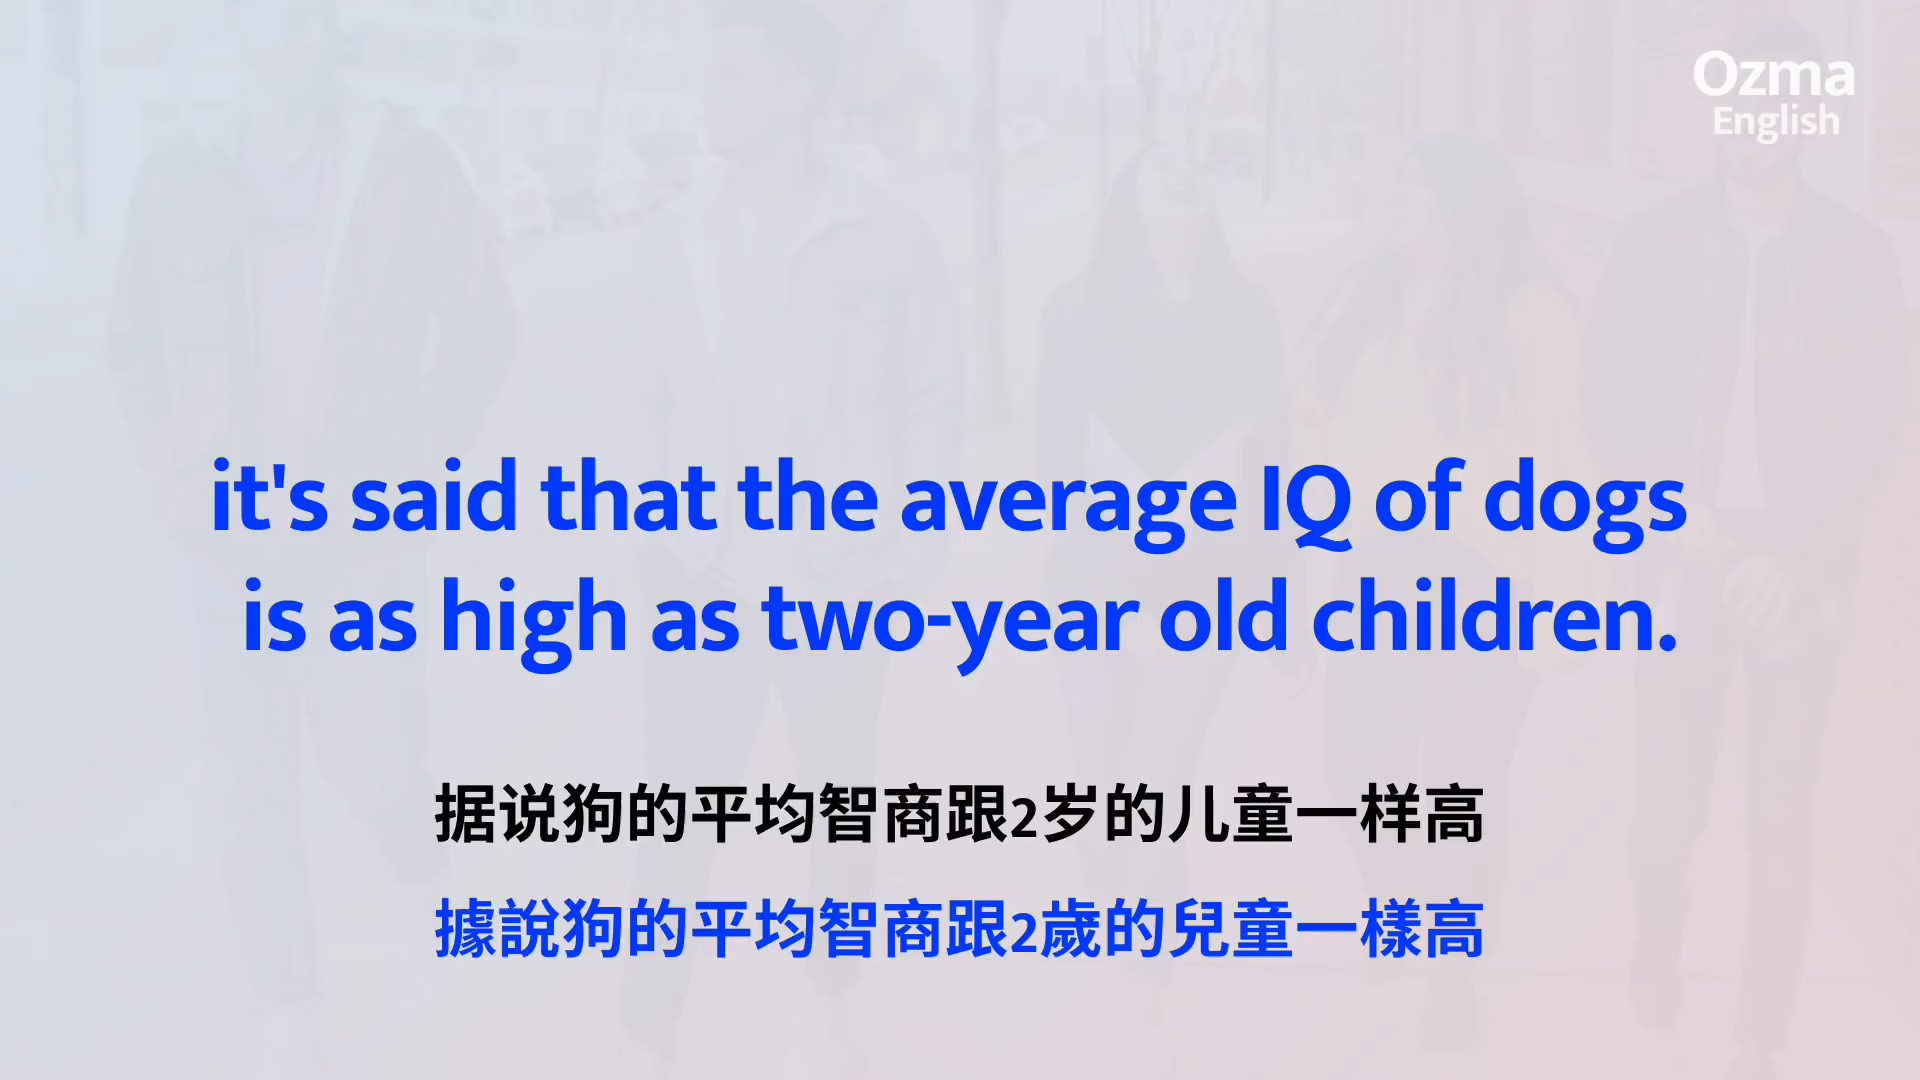 Ozma
English
it's said that the average IQ of dogs
is as high as two-year old children.
据说狗的平均智商跟2岁的儿童一样高
據說狗的平均智商跟2歲的兒童一樣高